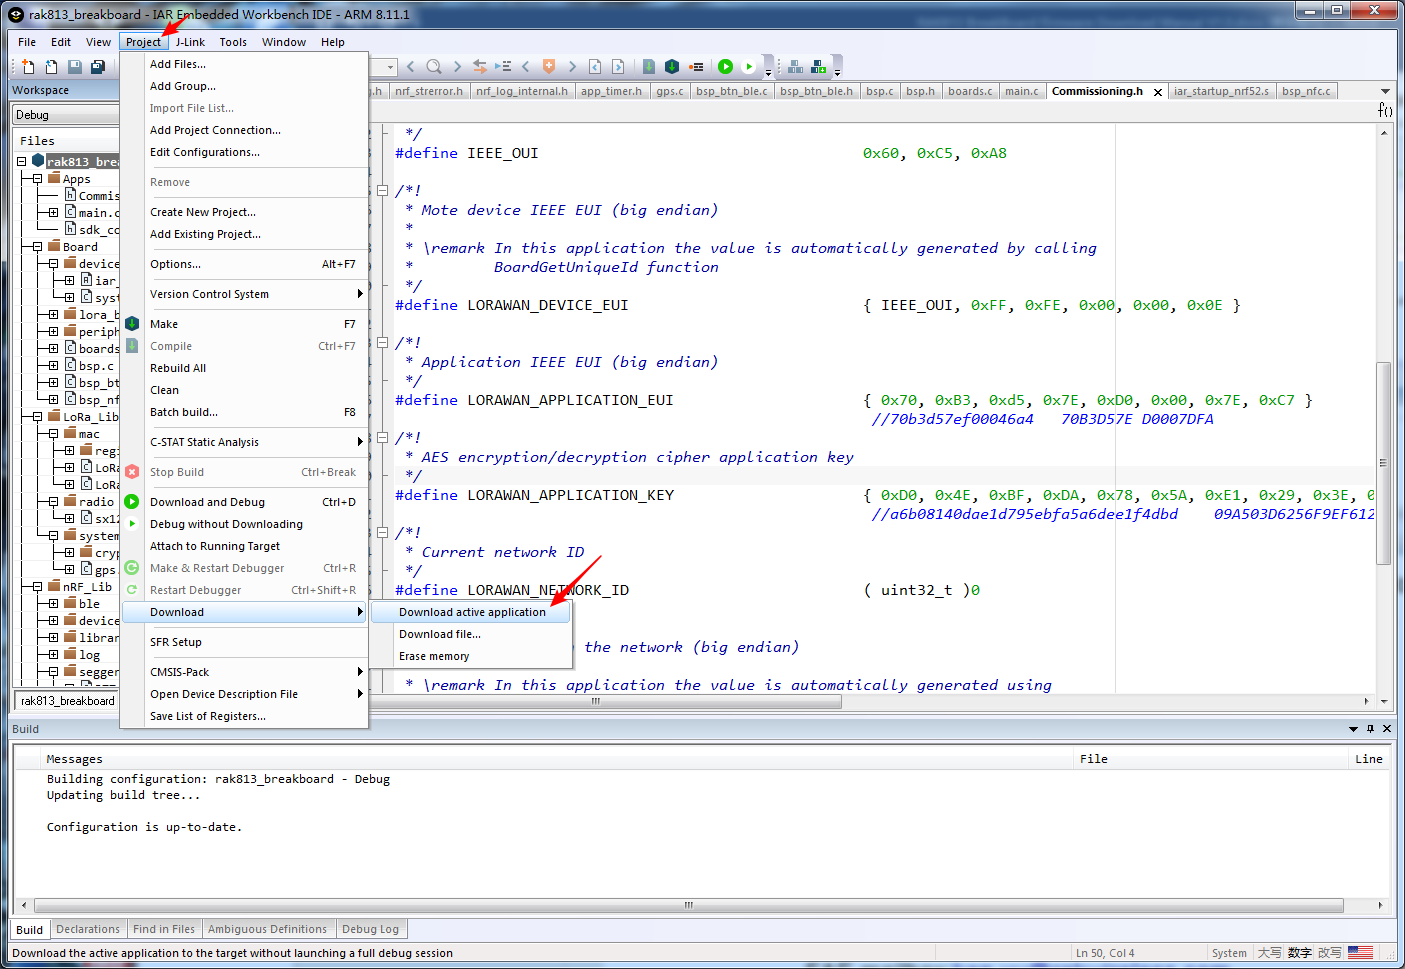 rak813_breakboard - IAR Embedded Workbench IDE - ARM 8.11.1
File Edit View Project J-Link Tools Window Help
Workspace
Debug
Files
rak813_brea
Apps
Commis
main.c
sdk_co
Board
device
iar_
syst
lora_b
periph
boards
bsp.c
bsp_bt
bsp_nf
LoRa_Lib
mac
regi
LoRa
LoRa
radio
sx12
system
cryp
gps.
nRF_Lib
ble
device
librar
log
segger
rak813_breakboard
Add Files...
Add Group...
Import File List...
Add Project Connection...
Edit Configurations...
Remove
Create New Project...
Add Existing Project...
Options... Alt+F7
Version Control System
Make F7
Compile Ctrl+F7
Rebuild All
Clean
Batch build... F8
C-STAT Static Analysis
Stop Build Ctrl+Break
Download and Debug Ctrl+D
Debug without Downloading
Attach to Running Target
Make & Restart Debugger Ctrl+R
Restart Debugger Ctrl+Shift+R
Download
SFR Setup
CMSIS-Pack
Open Device Description File
Save List of Registers...
Download active application
Download file...
Erase memory
g.h nrf_strerror.h nrf_log_internal.h app_timer.h gps.c bsp_btn_ble.c bsp_btn_ble.h bsp.c bsp.h boards.c main.c Commissioning.h iar_startup_nrf52.s bsp_nfc.c
f()
*/
#define IEEE_OUI 0x60, 0xC5, 0xA8
/*!
* Mote device IEEE EUI (big endian)
*
* \remark In this application the value is automatically generated by calling
* BoardGetUniqueId function
*/
#define LORAWAN_DEVICE_EUI { IEEE_OUI, 0xFF, 0xFE, 0x00, 0x00, 0x0E }
/*!
* Application IEEE EUI (big endian)
*/
#define LORAWAN_APPLICATION_EUI { 0x70, 0xB3, 0xd5, 0x7E, 0xD0, 0x00, 0x7E, 0xC7 }
//70b3d57ef00046a4 70B3D57E D0007DFA
/*!
* AES encryption/decryption cipher application key
*/
#define LORAWAN_APPLICATION_KEY { 0xD0, 0x4E, 0xBF, 0xDA, 0x78, 0x5A, 0xE1, 0x29, 0x3E, 0
//a6b08140dae1d795ebfa5a6dee1f4dbd 09A503D6256F9EF612
/*!
* Current network ID
*/
#define LORAWAN_NETWORK_ID ( uint32_t )0
the network (big endian)
* \remark In this application the value is automatically generated using
Build
Messages File Line
Building configuration: rak813_breakboard - Debug
Updating build tree...
Configuration is up-to-date.
Build Declarations Find in Files Ambiguous Definitions Debug Log
Download the active application to the target without launching a full debug session
Ln 50, Col 4 System 大写 数字 改写